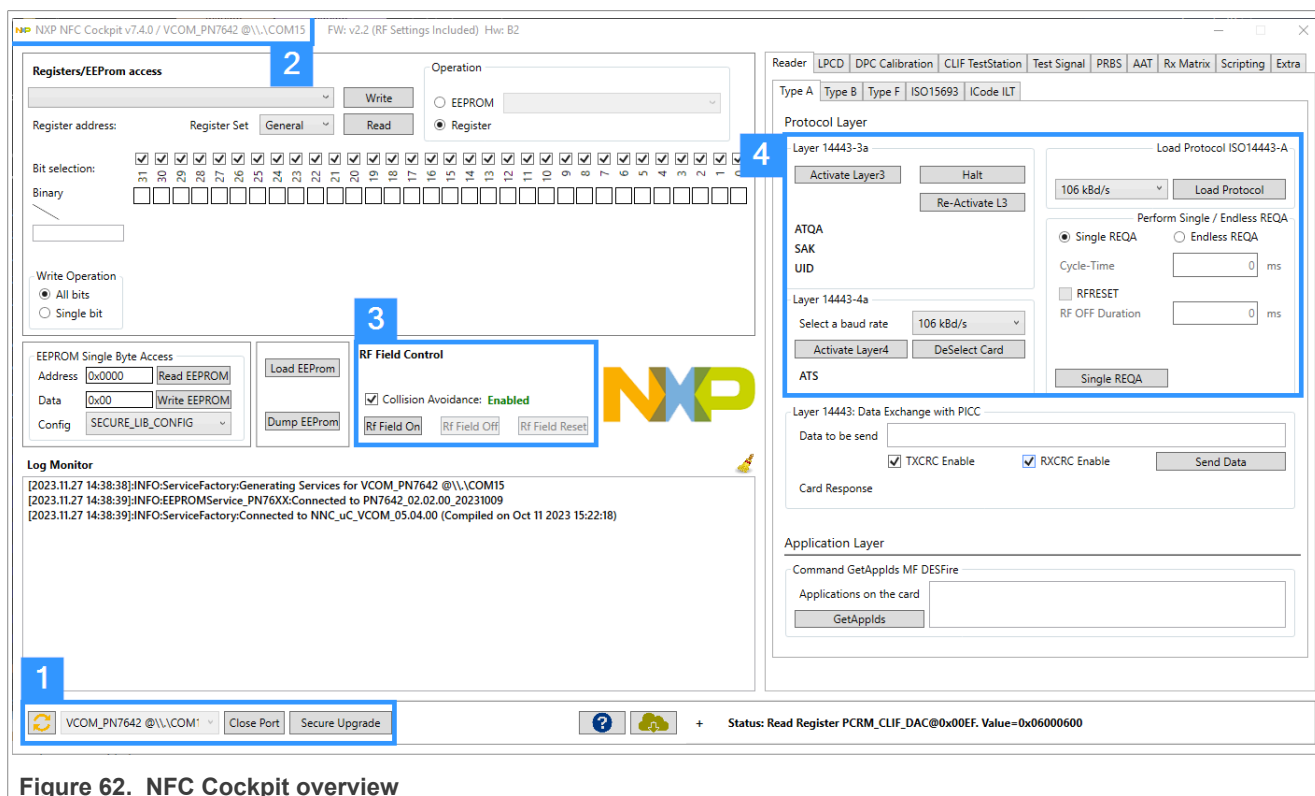 NXP NFC Cockpit v7.4.0 / VCOM_PN7642 @\\.\COM15 FW: v2.2 (RF Settings Included) Hw: B2
2
Registers/EEProm access
Write
Register address: Register Set General Read
Operation
EEPROM
Register
Bit selection:
31 30 29 28 27 26 25 24 23 22 21 20 19 18 17 16 15 14 13 12 11 10 9 8 7 6 5 4 3 2 1 0
Binary
Write Operation
All bits
Single bit
EEPROM Single Byte Access
Address 0x0000 Read EEPROM
Data 0x00 Write EEPROM
Config SECURE_LIB_CONFIG
Load EEProm
Dump EEProm
3
RF Field Control
Collision Avoidance: Enabled
Rf Field On Rf Field Off Rf Field Reset
NXP
Log Monitor
[2023.11.27 14:38:38]:INFO:ServiceFactory:Generating Services for VCOM_PN7642 @\\.\COM15
[2023.11.27 14:38:39]:INFO:EEPROMService_PN76XX:Connected to PN7642_02.02.00_20231009
[2023.11.27 14:38:39]:INFO:ServiceFactory:Connected to NNC_uC_VCOM_05.04.00 (Compiled on Oct 11 2023 15:22:18)
Reader LPCD DPC Calibration CLIF TestStation Test Signal PRBS AAT Rx Matrix Scripting Extra
Type A Type B Type F ISO15693 ICode ILT
Protocol Layer
4
Layer 14443-3a
Activate Layer3 Halt
Re-Activate L3
ATQA
SAK
UID
Layer 14443-4a
Select a baud rate 106 kBd/s
Activate Layer4 DeSelect Card
ATS
Load Protocol ISO14443-A
106 kBd/s Load Protocol
Perform Single / Endless REQA
Single REQA Endless REQA
Cycle-Time 0 ms
RFRESET
RF OFF Duration 0 ms
Single REQA
Layer 14443: Data Exchange with PICC
Data to be send
TXCRC Enable RXCRC Enable Send Data
Card Response
Application Layer
Command GetAppIds MF DESFire
Applications on the card
GetAppIds
1
VCOM_PN7642 @\\.\COM1 Close Port Secure Upgrade
? + Status: Read Register PCRM_CLIF_DAC@0x00EF. Value=0x06000600
Figure 62. NFC Cockpit overview